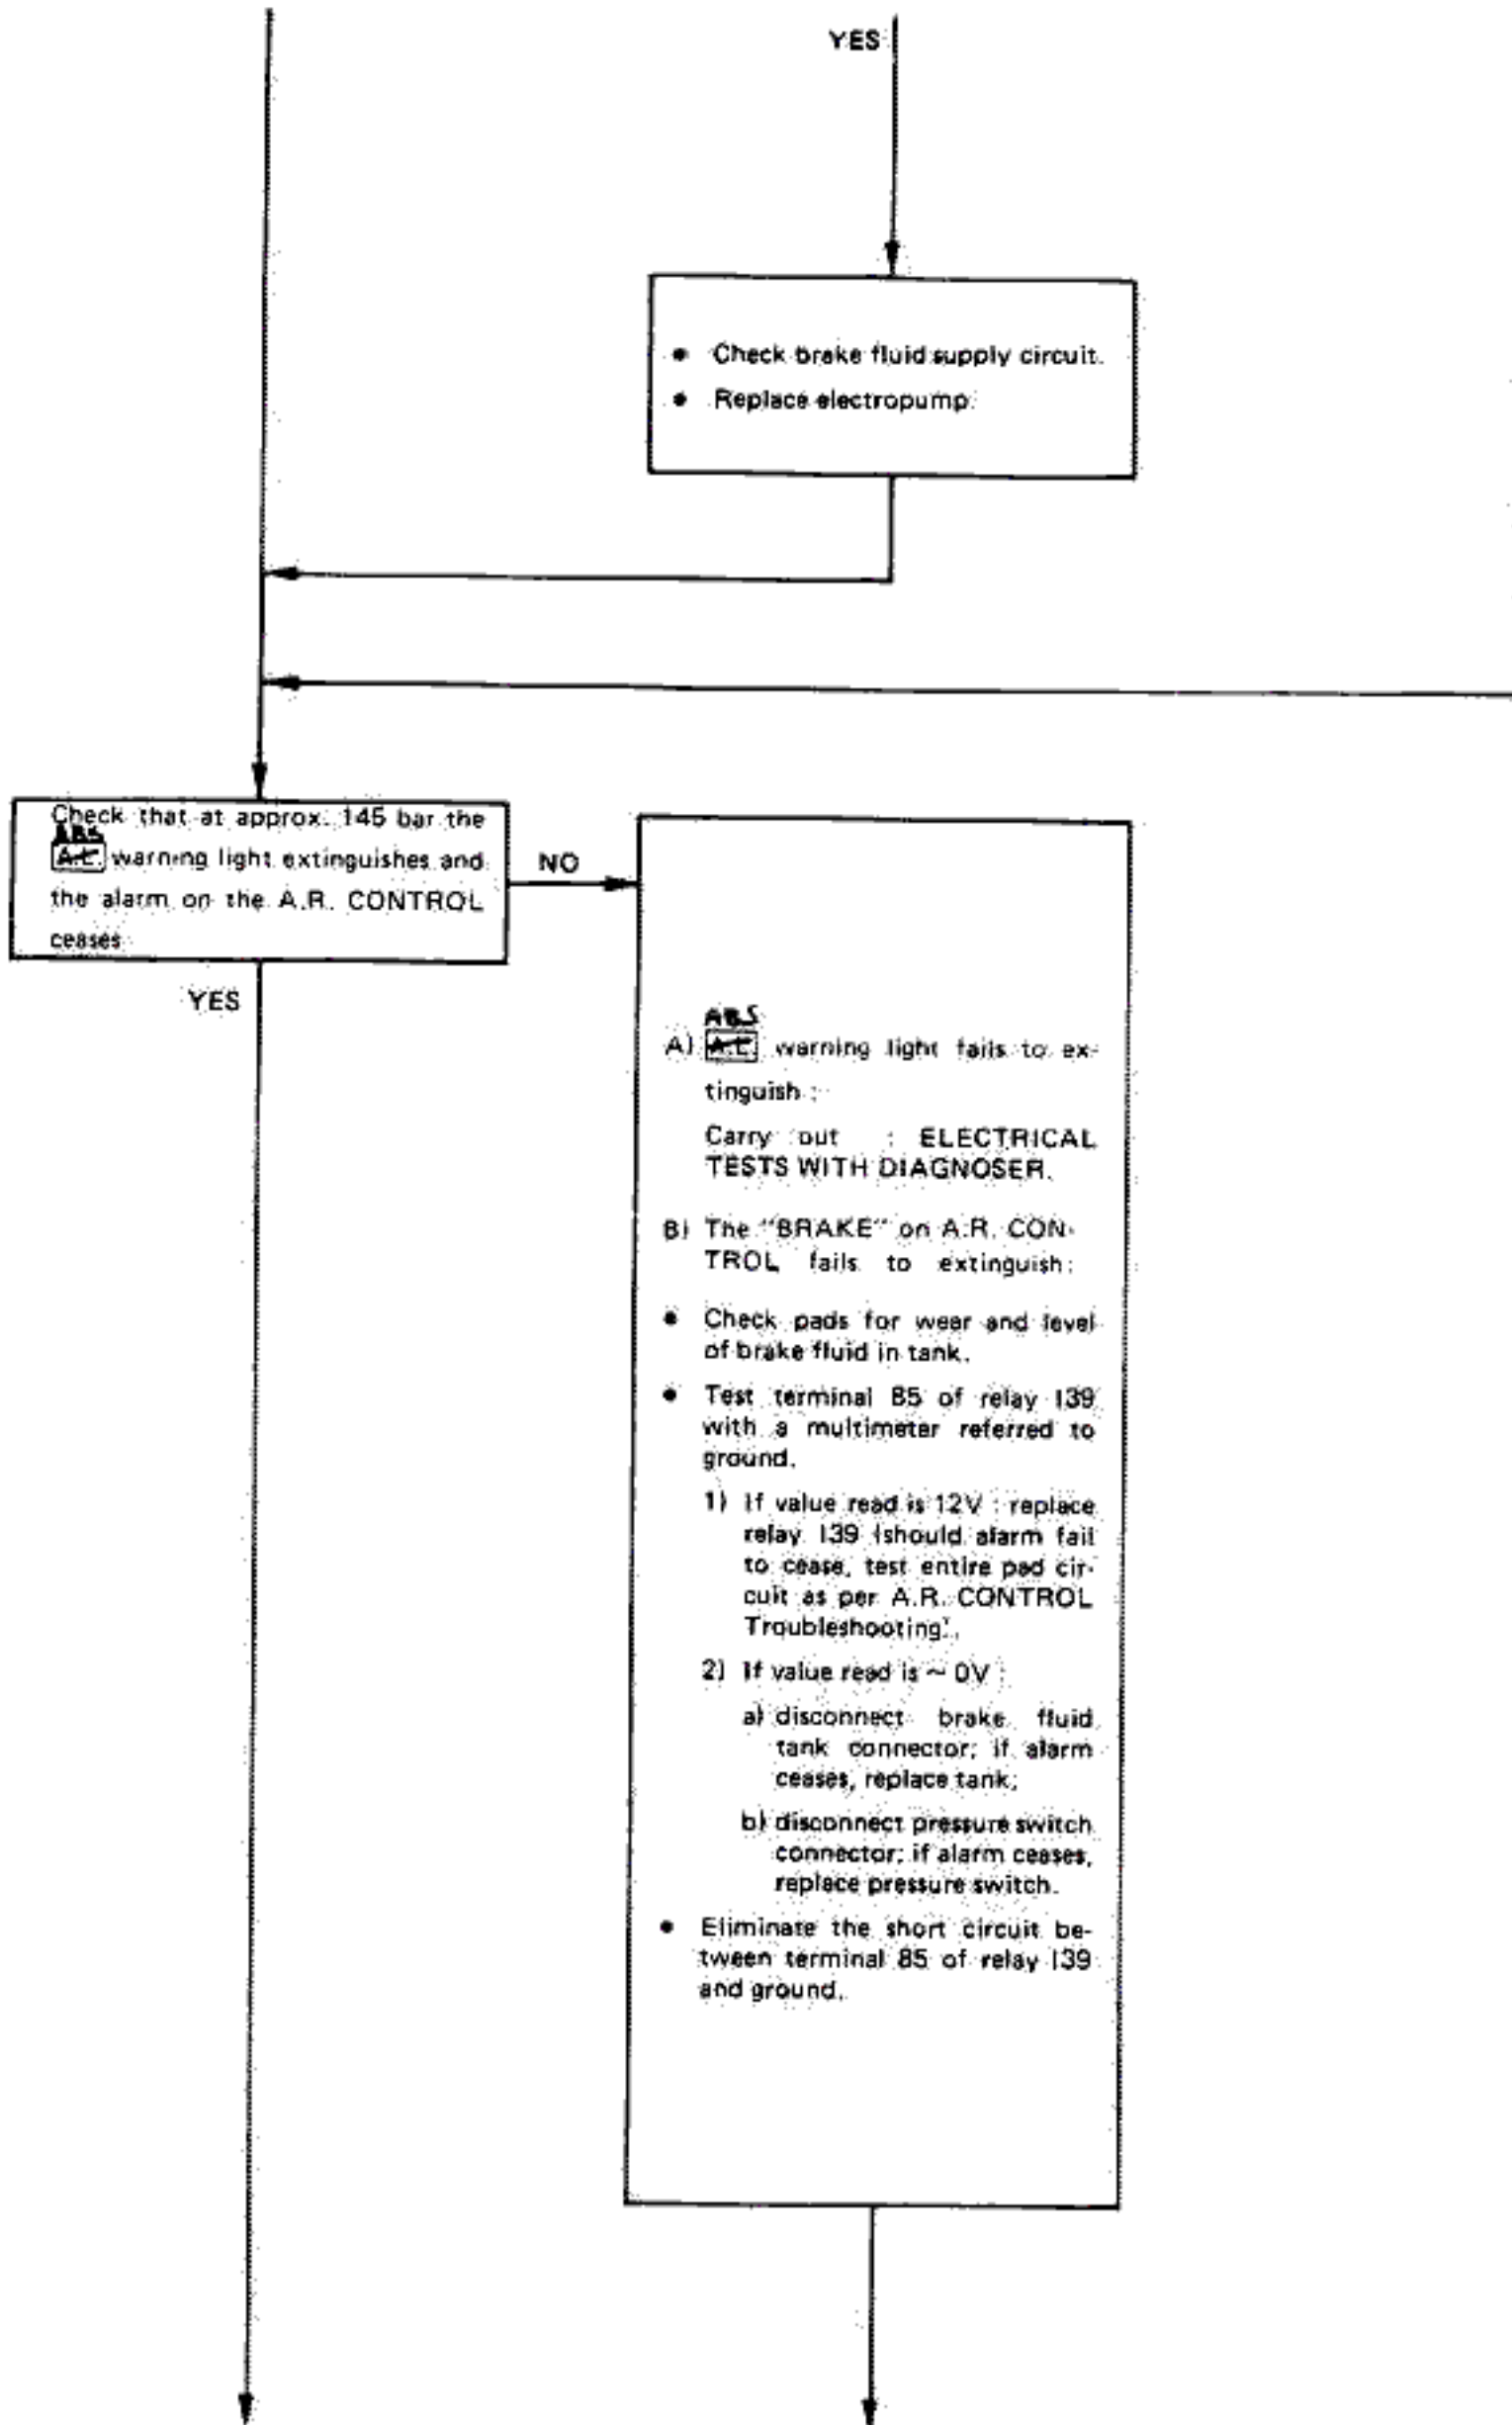 YES
• Check brake fluid supply circuit.
• Replace electropump.
Check that at approx. 145 bar the
ABS
A.L. warning light extinguishes and
the alarm on the A.R. CONTROL
ceases
NO
YES
ABS
A) A.L. warning light fails to ex-
tinguish :
Carry out : ELECTRICAL
TESTS WITH DIAGNOSER.
B) The "BRAKE" on A.R. CON-
TROL fails to extinguish:
• Check pads for wear and level
of brake fluid in tank.
• Test terminal 85 of relay I39
with a multimeter referred to
ground.
1) If value read is 12V : replace
relay I39 (should alarm fail
to cease, test entire pad cir-
cuit as per A.R. CONTROL
Troubleshooting).
2) If value read is ~ 0V :
a) disconnect brake fluid
tank connector; if alarm
ceases, replace tank;
b) disconnect pressure switch
connector; if alarm ceases,
replace pressure switch.
• Eliminate the short circuit be-
tween terminal 85 of relay I39
and ground.